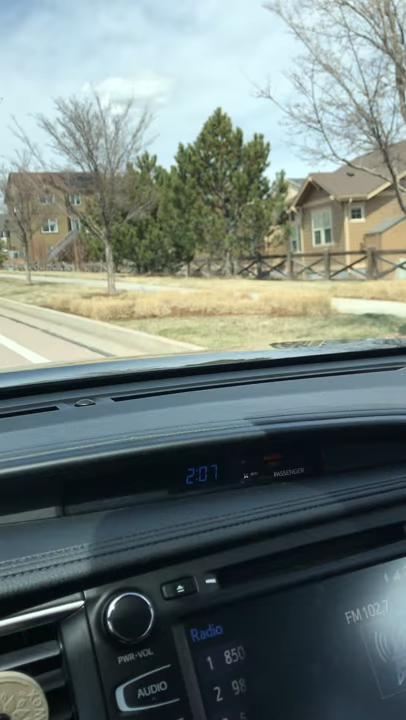 2:07
PASSENGER
PWR•VOL
AUDIO
Radio
FM 102.7
1 850
2 98